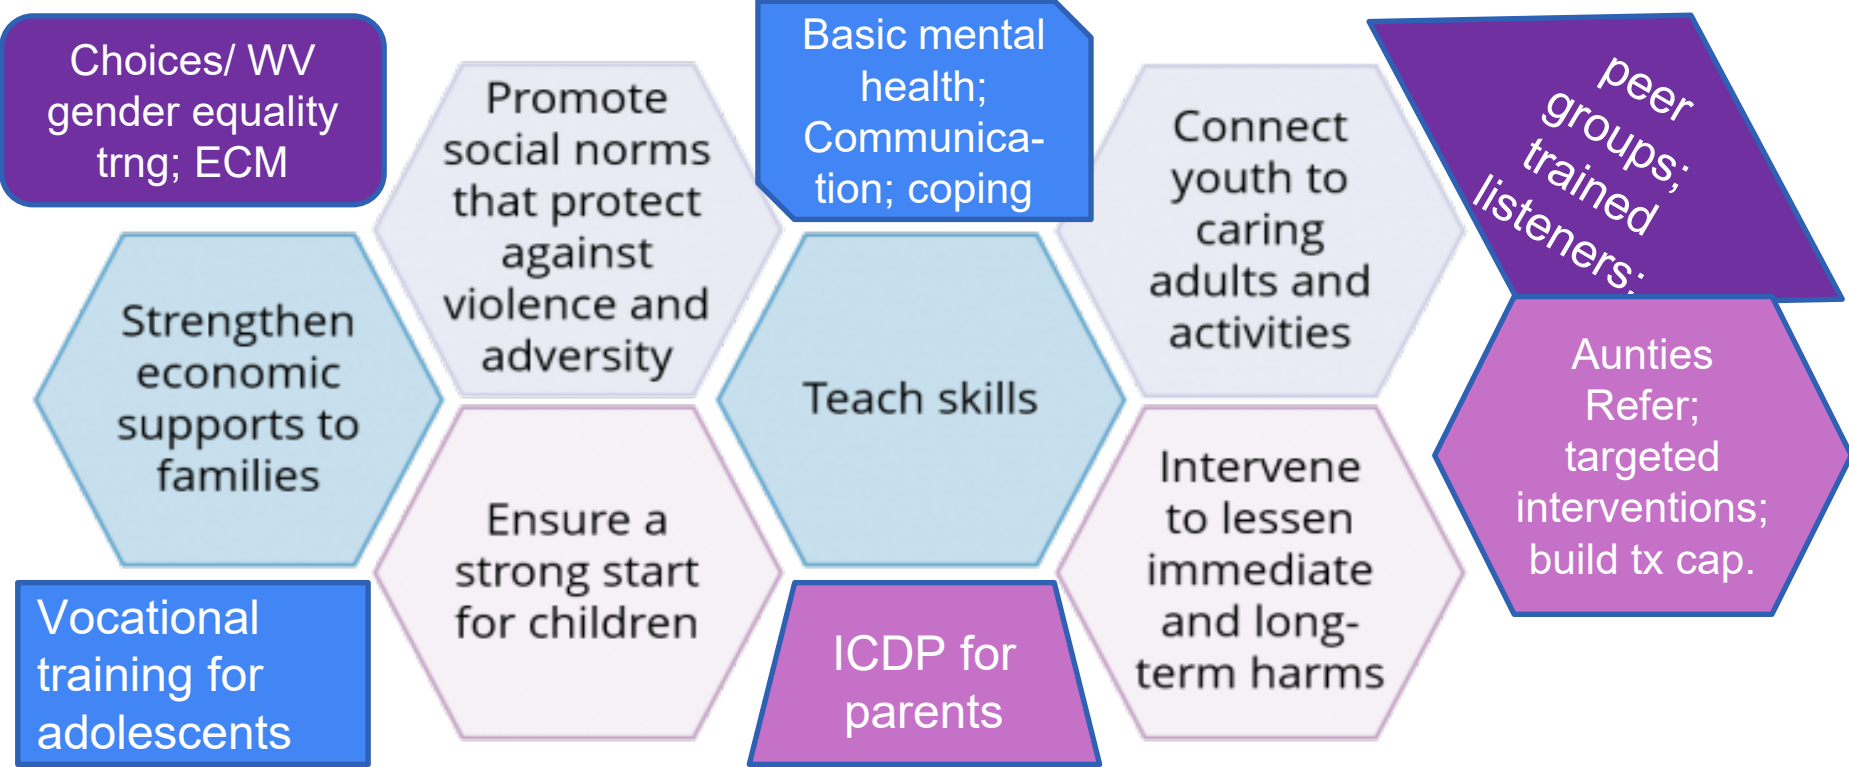 Choices/ WV
gender equality
trng; ECM
Promote
social norms
that protect
against
violence and
adversity
Basic mental
health;
Communica-
tion; coping
Connect
youth to
caring
adults and
activities
peer
groups;
trained
listeners;
Strengthen
economic
supports to
families
Teach skills
Aunties
Refer;
targeted
interventions;
build tx cap.
Ensure a
strong start
for children
Intervene
to lessen
immediate
and long-
term harms
Vocational
training for
adolescents
ICDP for
parents